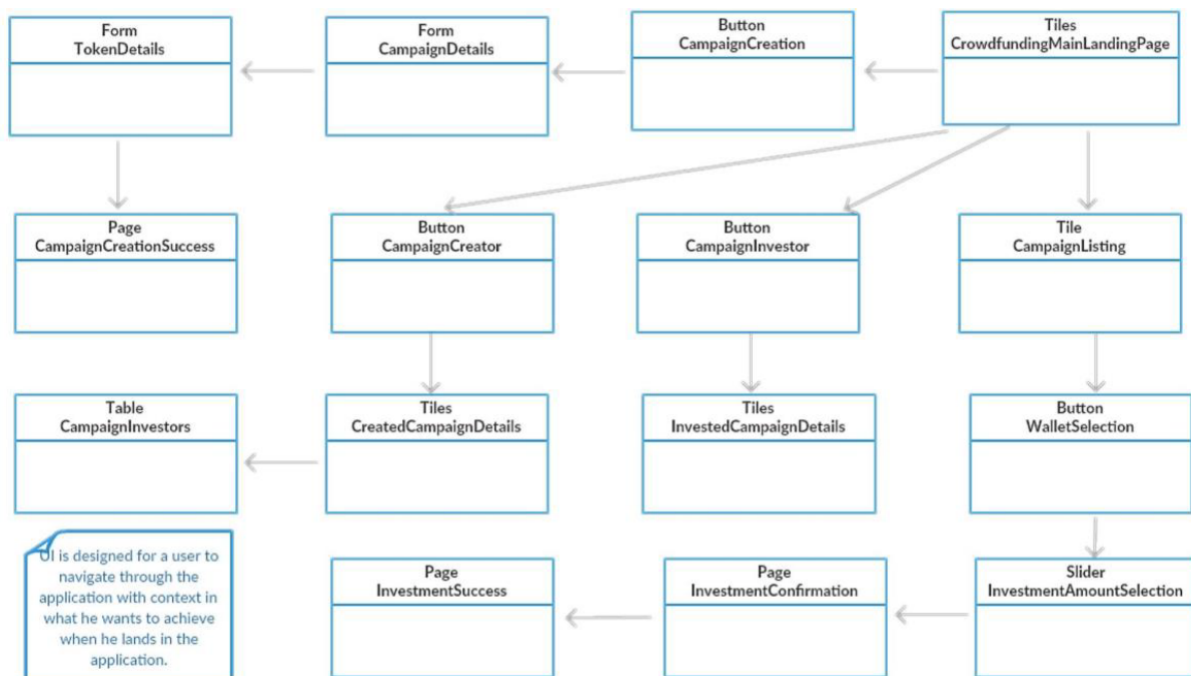 Form
TokenDetails
Form
CampaignDetails
Button
CampaignCreation
Tiles
CrowdfundingMainLandingPage
Page
CampaignCreationSuccess
Button
CampaignCreator
Button
CampaignInvestor
Tile
CampaignListing
Table
CampaignInvestors
Tiles
CreatedCampaignDetails
Tiles
InvestedCampaignDetails
Button
WalletSelection
UI is designed for a user to
navigate through the
application with context in
what he wants to achieve
when he lands in the
application.
Page
InvestmentSuccess
Page
InvestmentConfirmation
Slider
InvestmentAmountSelection